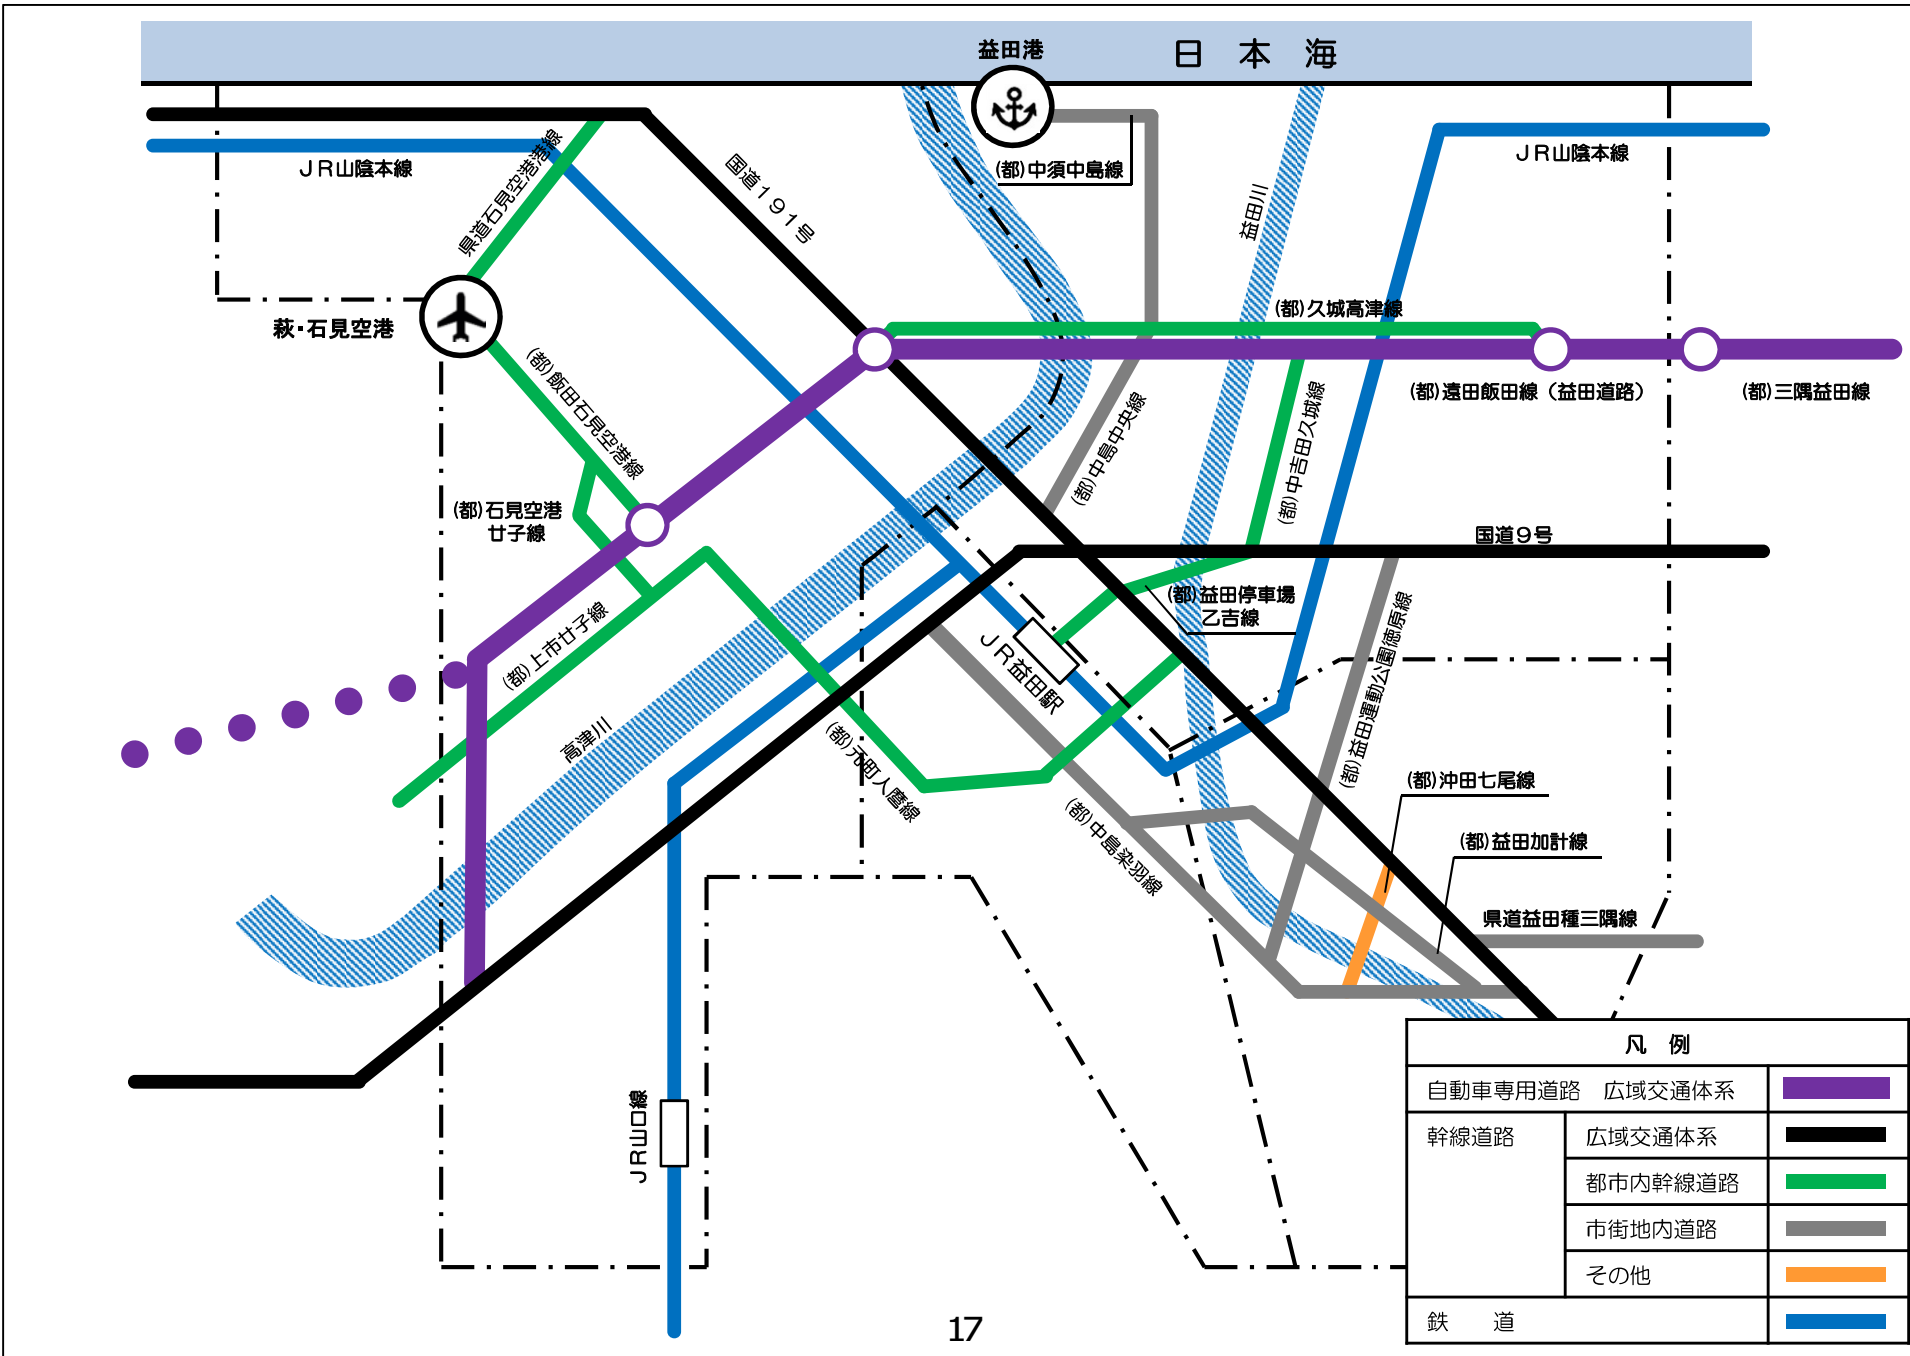 益田港
日 本 海
JR山陰本線
県道石見空港港線
国道191号
(都)中須中島線
益田川
JR山陰本線
萩・石見空港
(都)久城高津線
(都)飯田石見空港線
(都)遠田飯田線(益田道路)
(都)三隅益田線
(都)中島中央線
(都)中吉田久城線
(都)石見空港
廿子線
国道9号
(都)益田停車場
乙吉線
(都)上市廿子線
JR益田駅
(都)益田運動公園徳原線
高津川
(都)元町人麿線
(都)中島染羽線
(都)沖田七尾線
(都)益田加計線
県道益田種三隅線
JR山口線
凡 例
自動車専用道路 広域交通体系
幹線道路
広域交通体系
都市内幹線道路
市街地内道路
その他
鉄 道
17